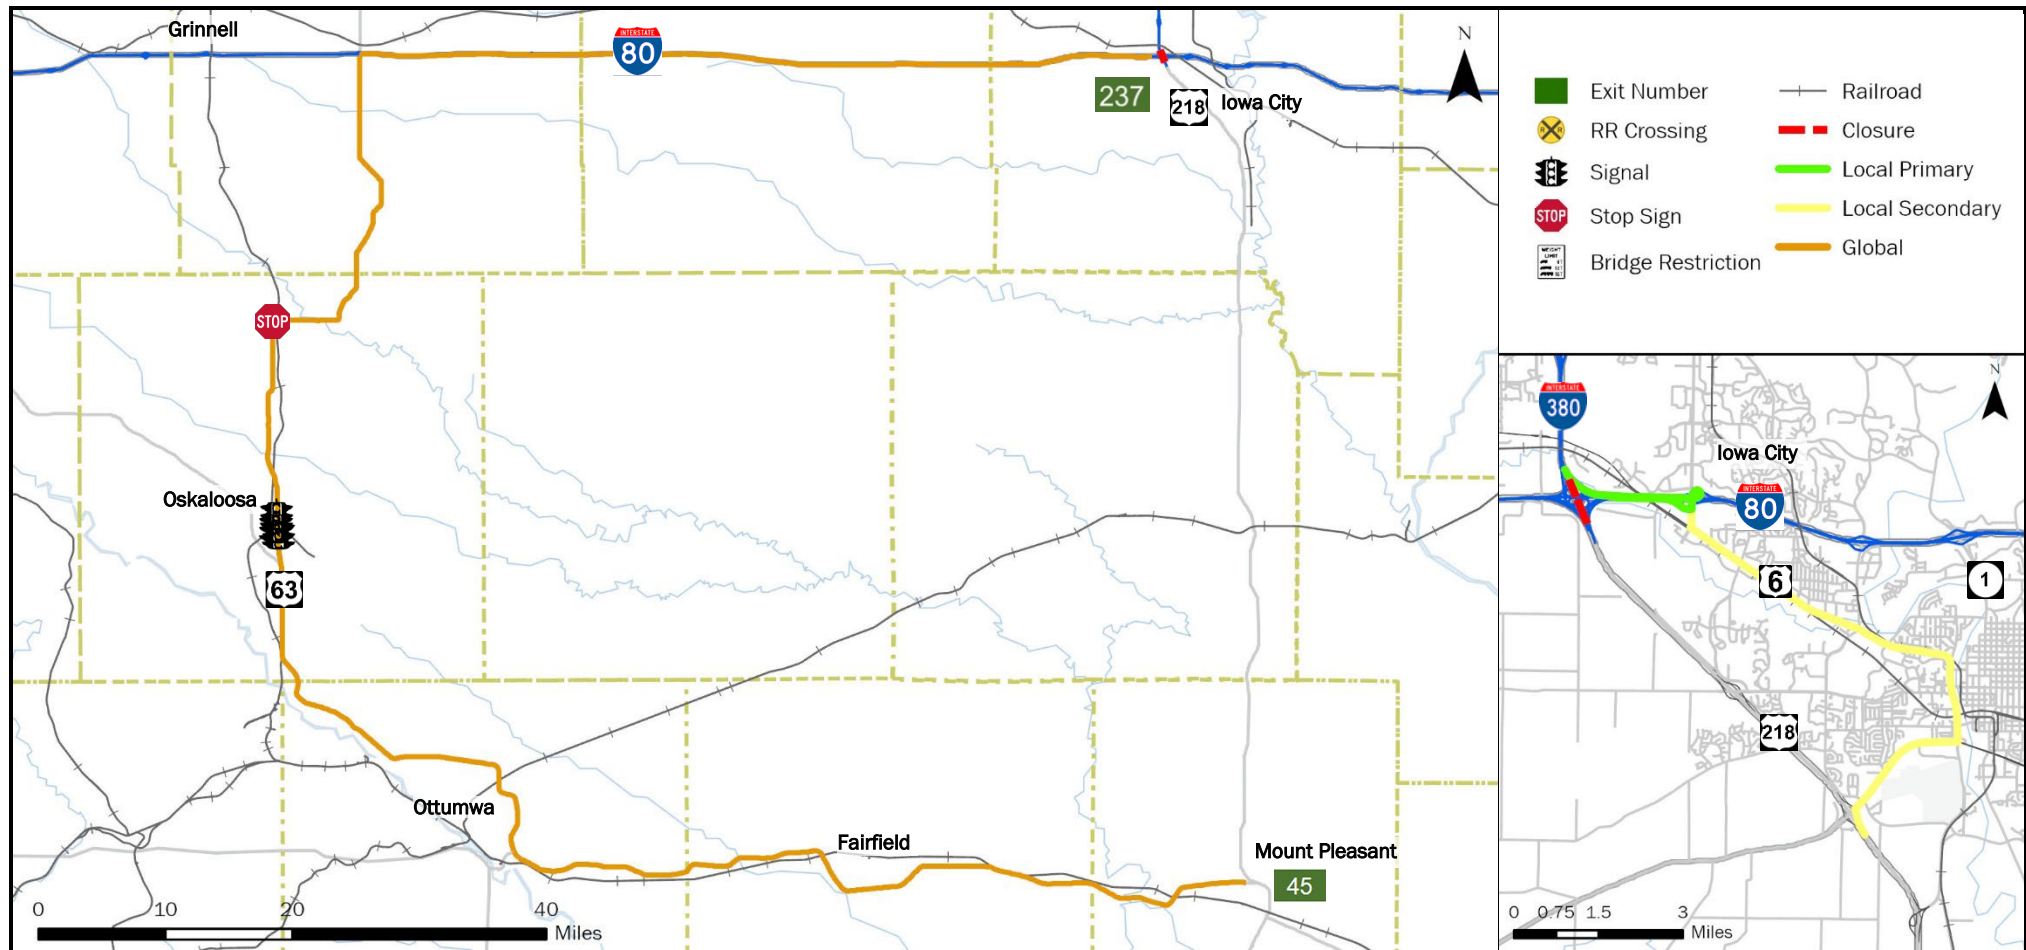 Grinnell
INTERSTATE
80
237
218
Iowa City
N
STOP
Oskaloosa
63
Ottumwa
Fairfield
Mount Pleasant
45
0 10 20 40
Miles
Exit Number
RR Crossing
Signal
STOP
Stop Sign
WEIGHT
LIMIT
Bridge Restriction
Railroad
Closure
Local Primary
Local Secondary
Global
INTERSTATE
380
N
Iowa City
INTERSTATE
80
6
1
218
0 0.75 1.5 3
Miles